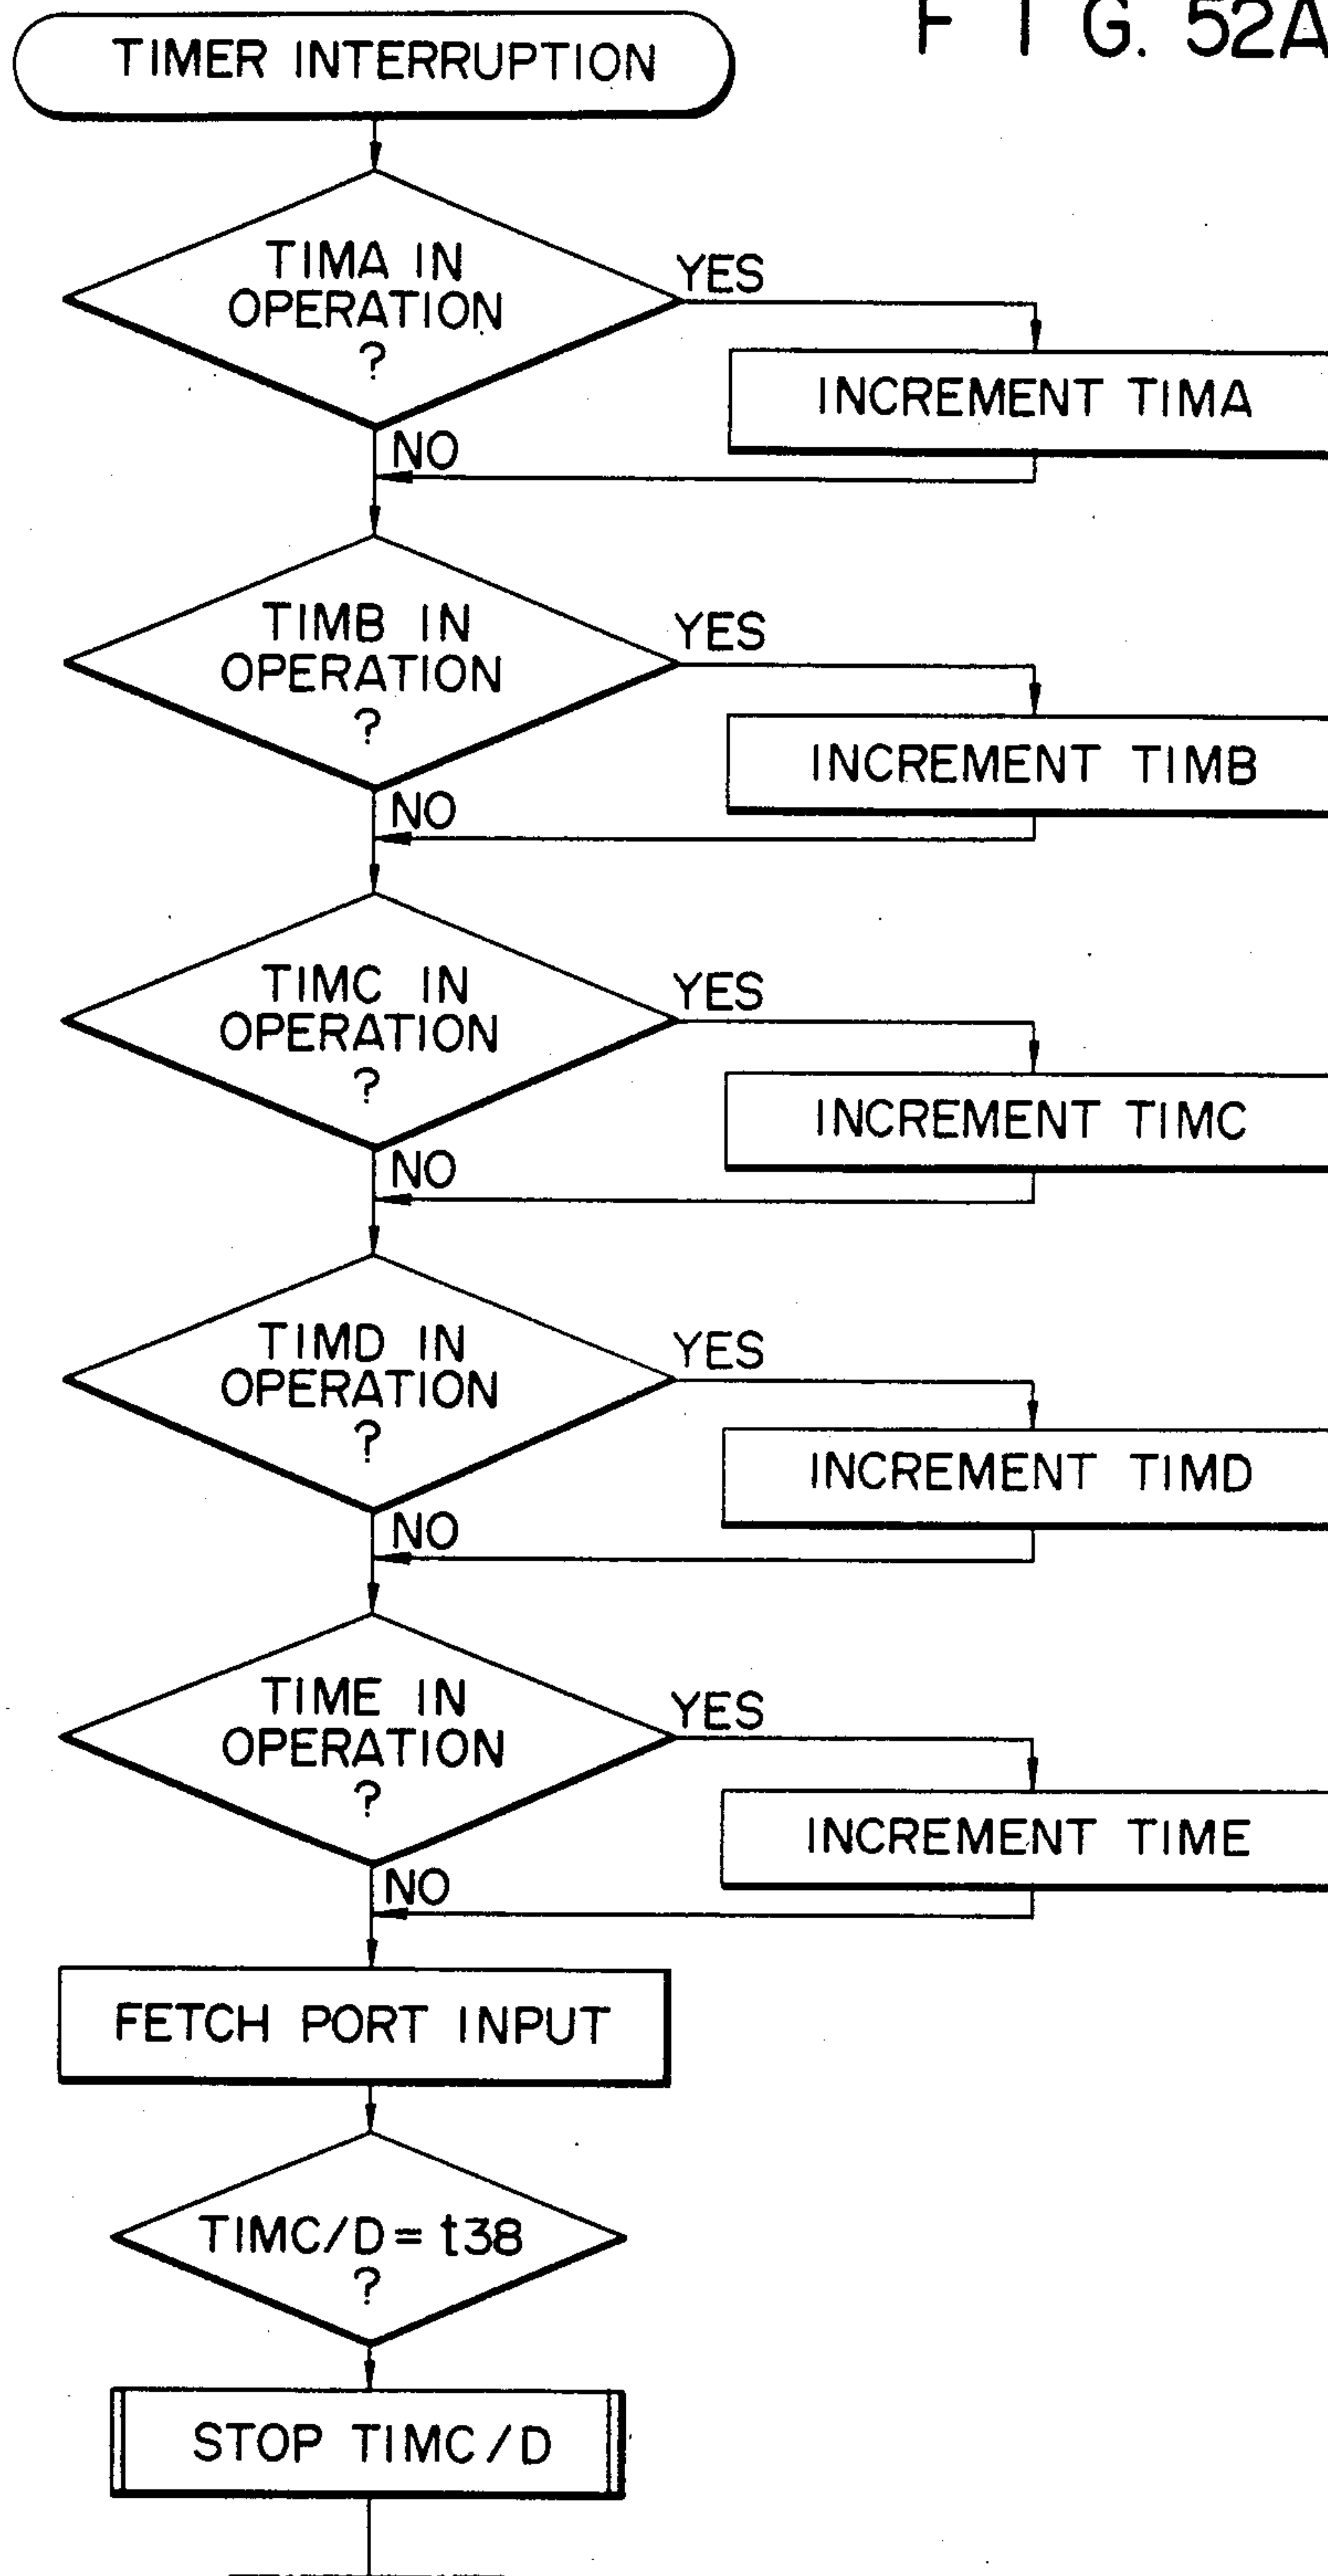 F I G. 52A
TIMER INTERRUPTION
TIMA IN
OPERATION
?
YES
INCREMENT TIMA
NO
TIMB IN
OPERATION
?
YES
INCREMENT TIMB
NO
TIMC IN
OPERATION
?
YES
INCREMENT TIMC
NO
TIMD IN
OPERATION
?
YES
INCREMENT TIMD
NO
TIME IN
OPERATION
?
YES
INCREMENT TIME
NO
FETCH PORT INPUT
TIMC/D = t38
?
STOP TIMC/D